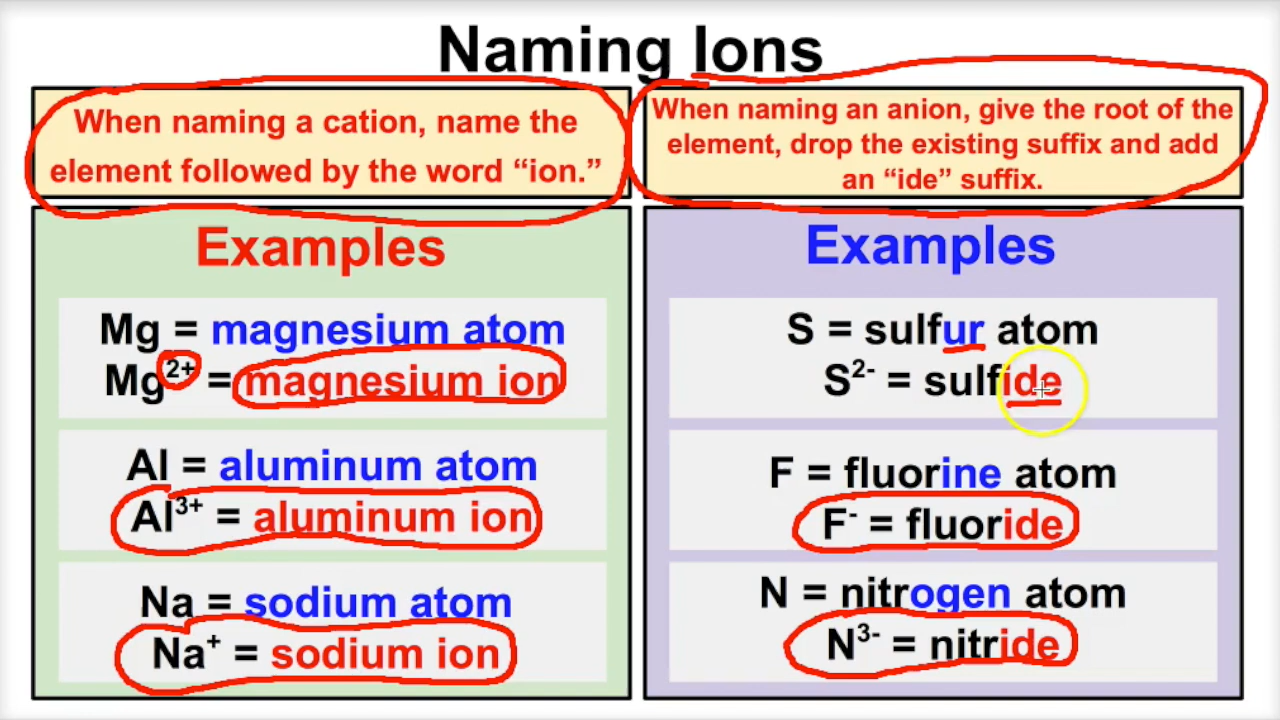 Naming Ions
When naming a cation, name the
element followed by the word “ion.”
When naming an anion, give the root of the
element, drop the existing suffix and add
an “ide” suffix.
Examples
Mg = magnesium atom
Mg²⁺ = magnesium ion
Al = aluminum atom
Al³⁺ = aluminum ion
Na = sodium atom
Na⁺ = sodium ion
Examples
S = sulfur atom
S²⁻ = sulfide
F = fluorine atom
F⁻ = fluoride
N = nitrogen atom
N³⁻ = nitride